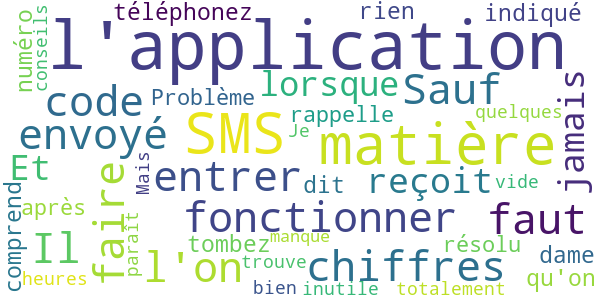 numéro
conseils
téléphonez
rien
indiqué
l'application
code
Problème
lorsque
Sauf
jamais
envoyé
SMS
rappelle
quelques
Je
matière
Et
faire
Mais
entrer
dit
reçoit
vide
comprend
après
paraît
fonctionner
faut
Il
l'on
tombez
manque
résolu
dame
heures
trouve
chiffres
qu'on
bien
inutile
totalement